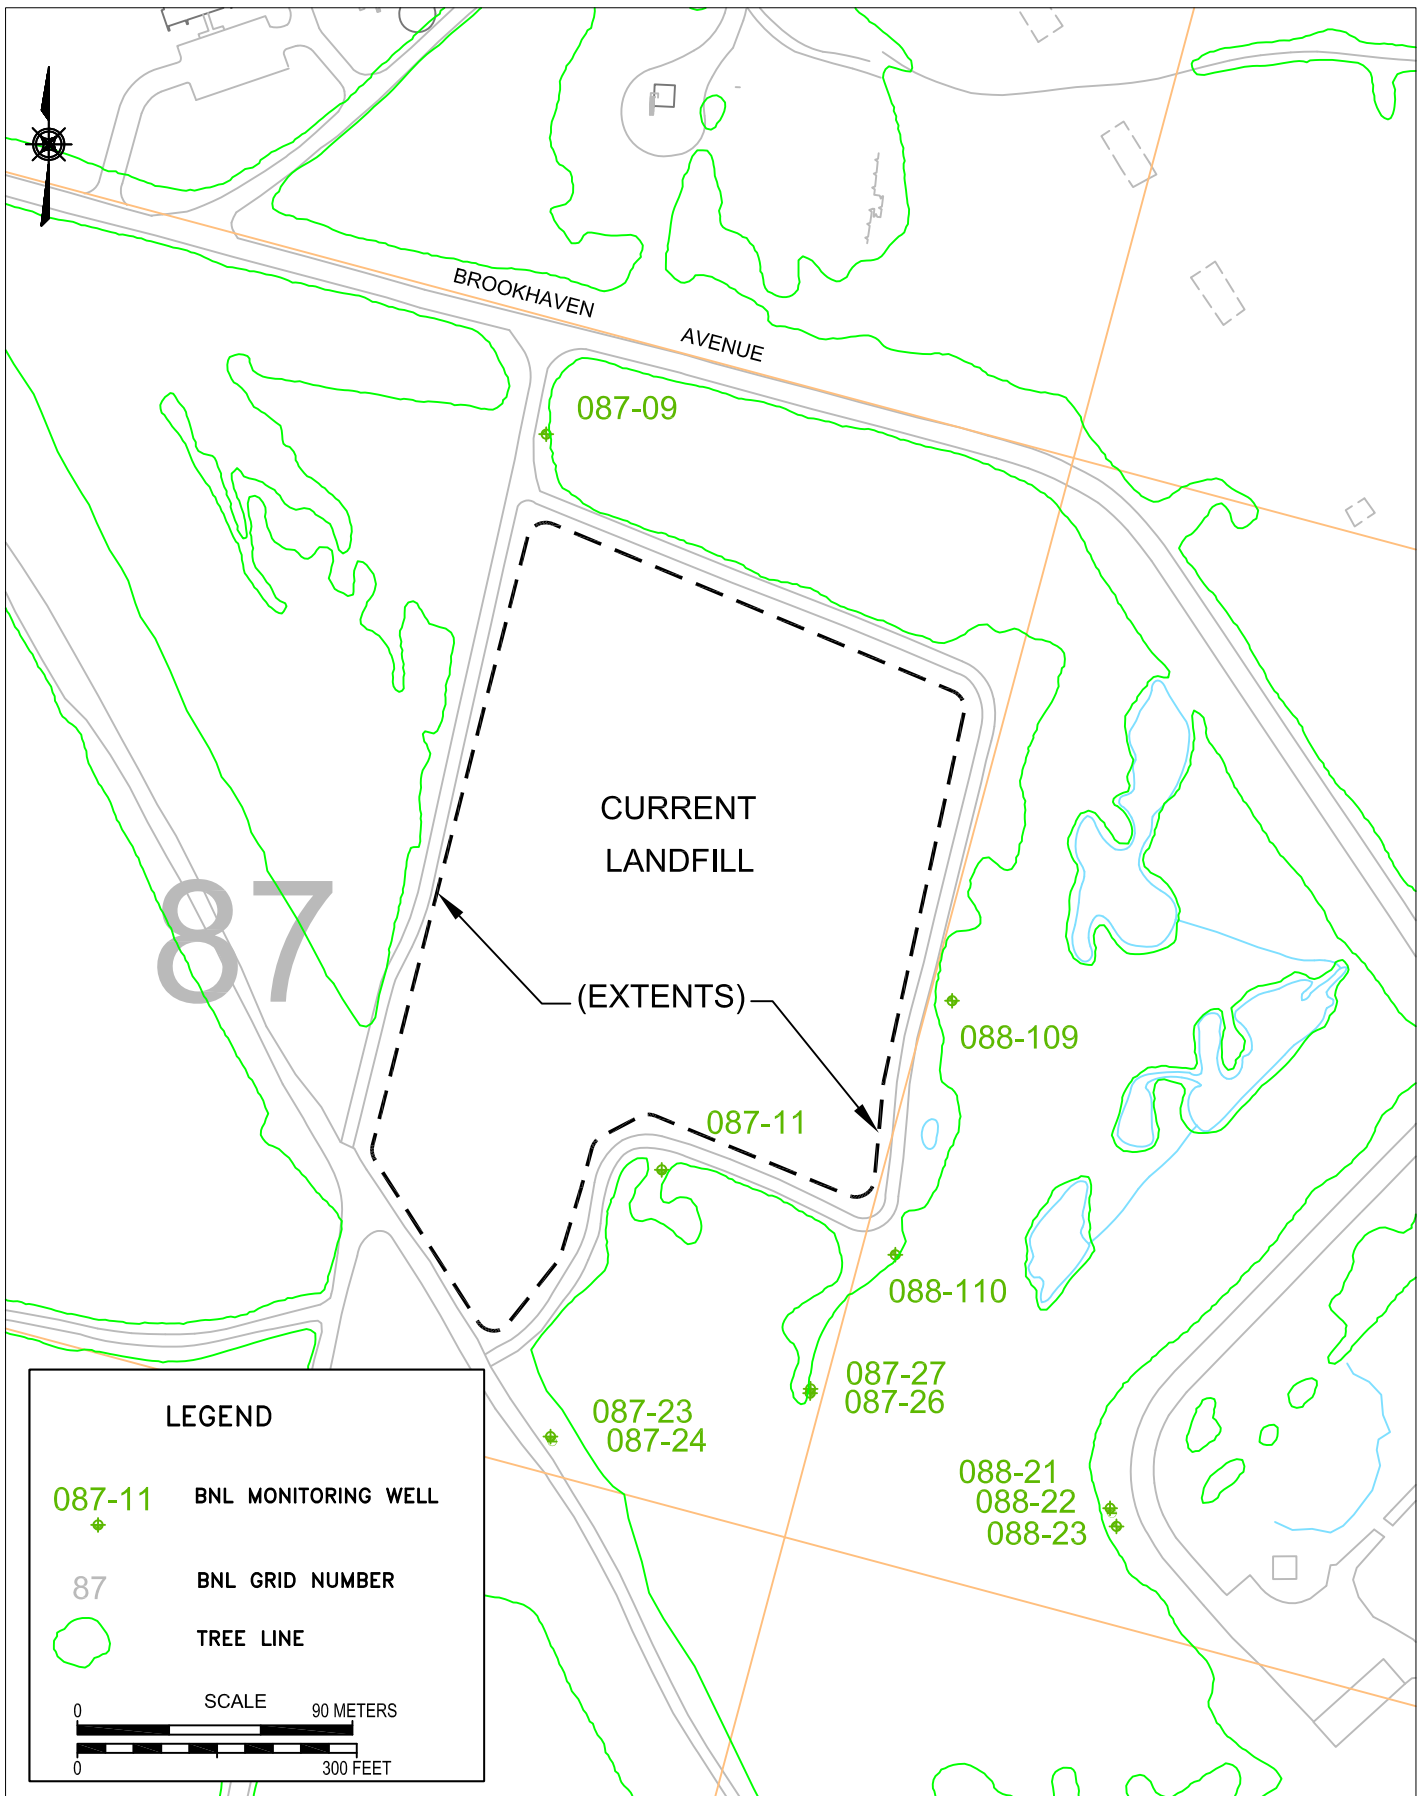 BROOKHAVEN
AVENUE
087-09
CURRENT
LANDFILL
87
(EXTENTS)
088-109
087-11
088-110
087-27
087-26
087-23
087-24
088-21
088-22
088-23
LEGEND
087-11 BNL MONITORING WELL
87 BNL GRID NUMBER
TREE LINE
SCALE
0 90 METERS
0 300 FEET